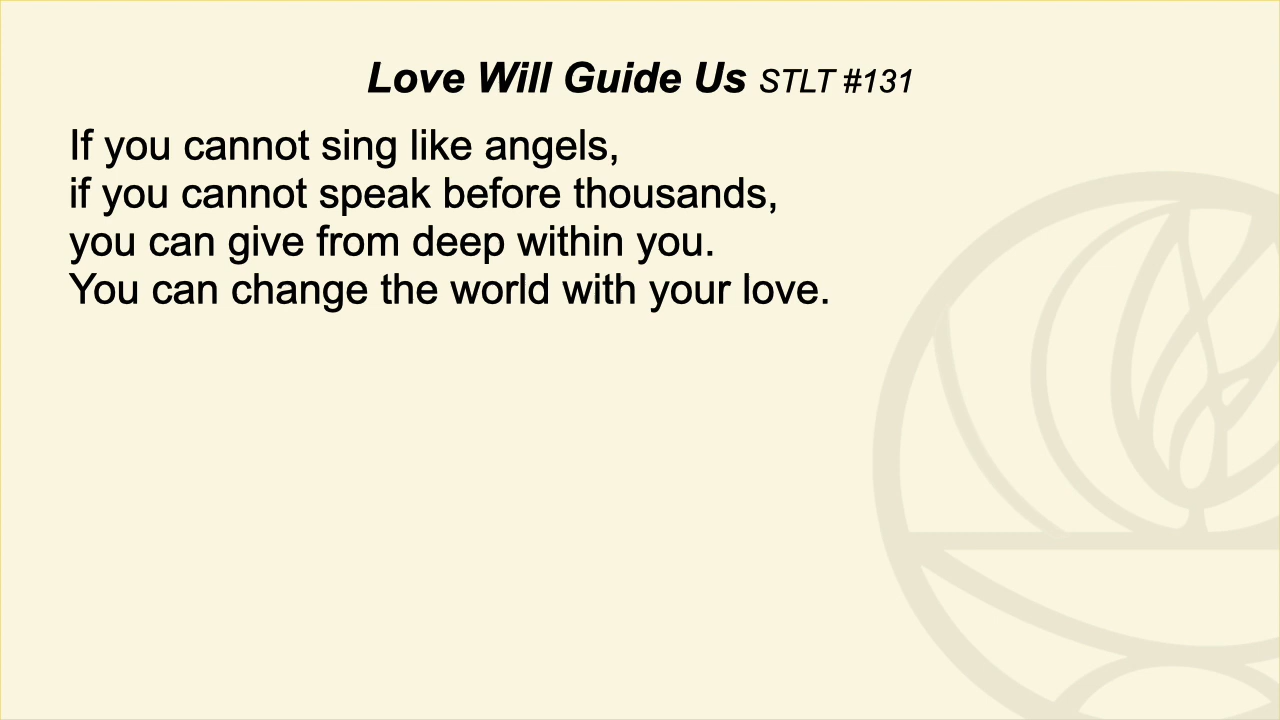 Love Will Guide Us STLT #131
If you cannot sing like angels,
if you cannot speak before thousands,
you can give from deep within you.
You can change the world with your love.